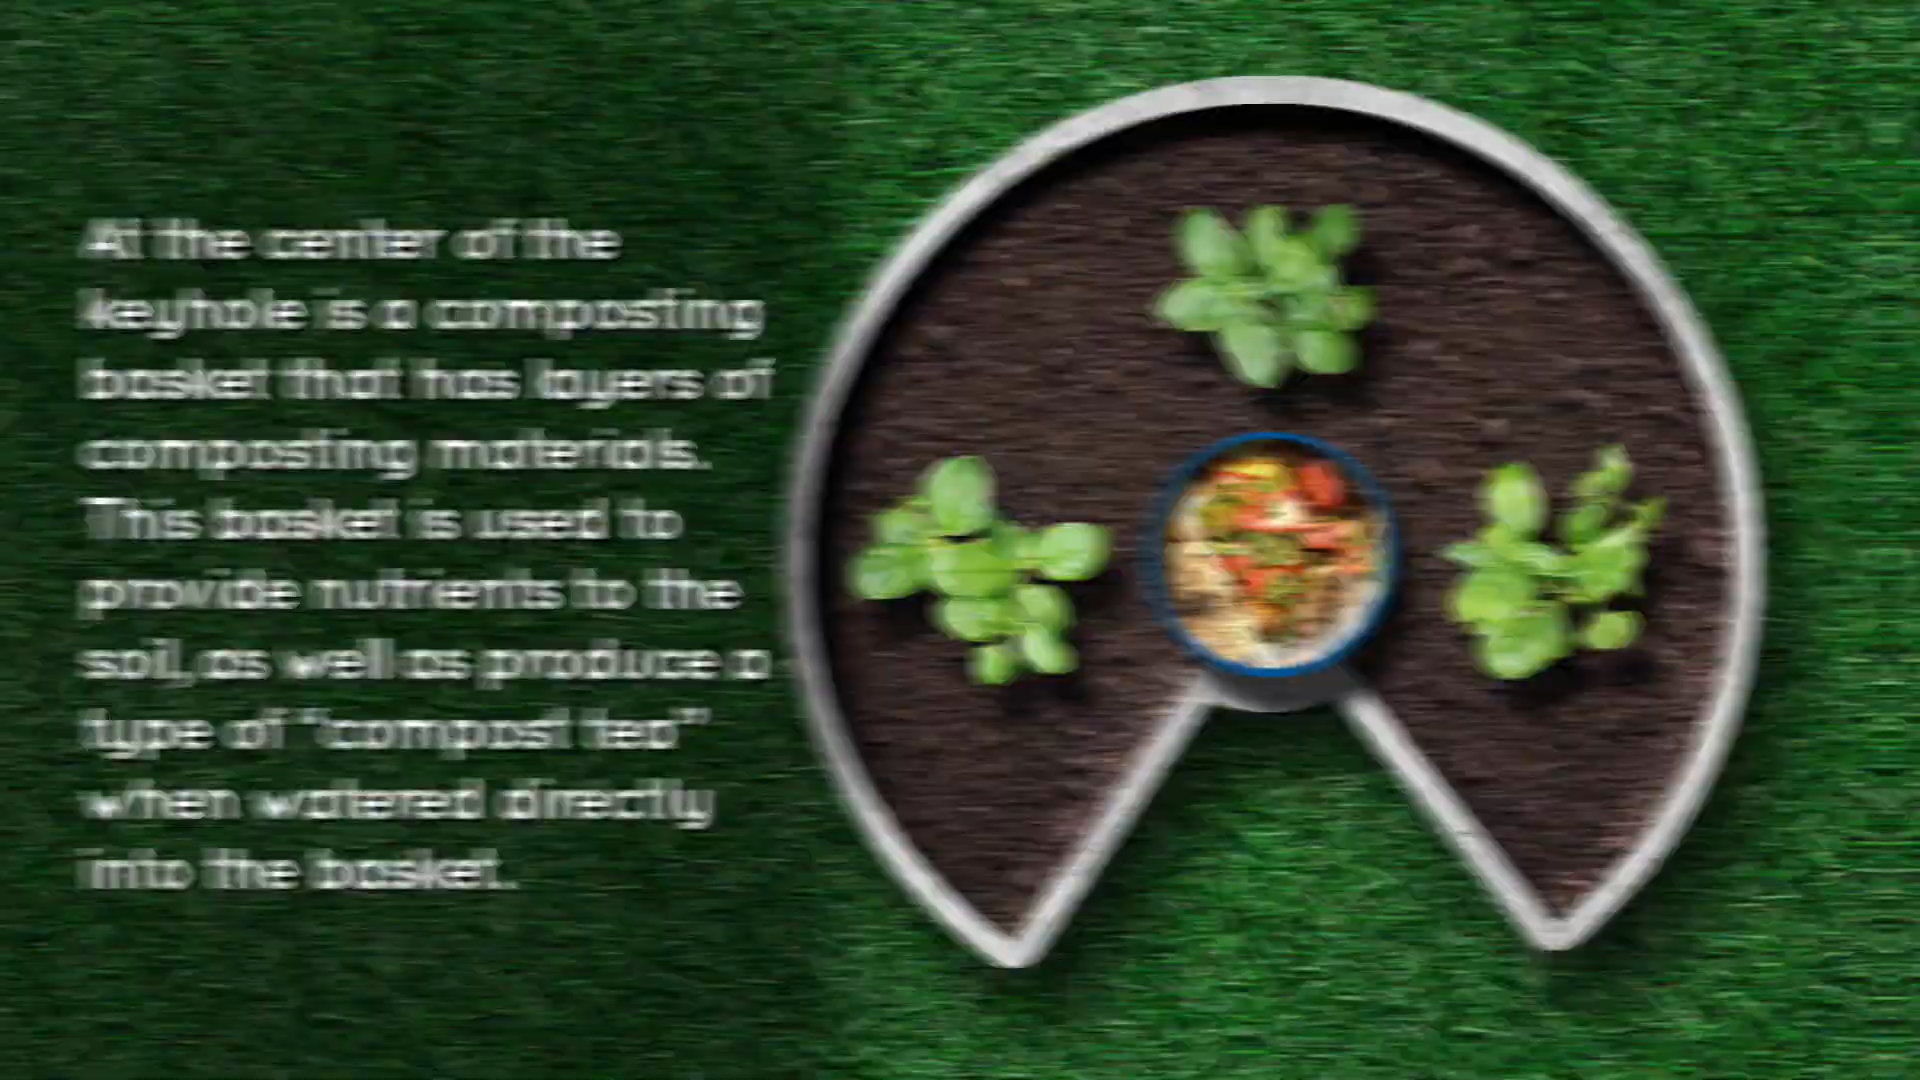 At the center of the
keyhole is a composting
basket that has layers of
composting materials.
This basket is used to
provide nutrients to the
soil, as well as produce a
type of "compost tea"
when watered directly
into the basket.